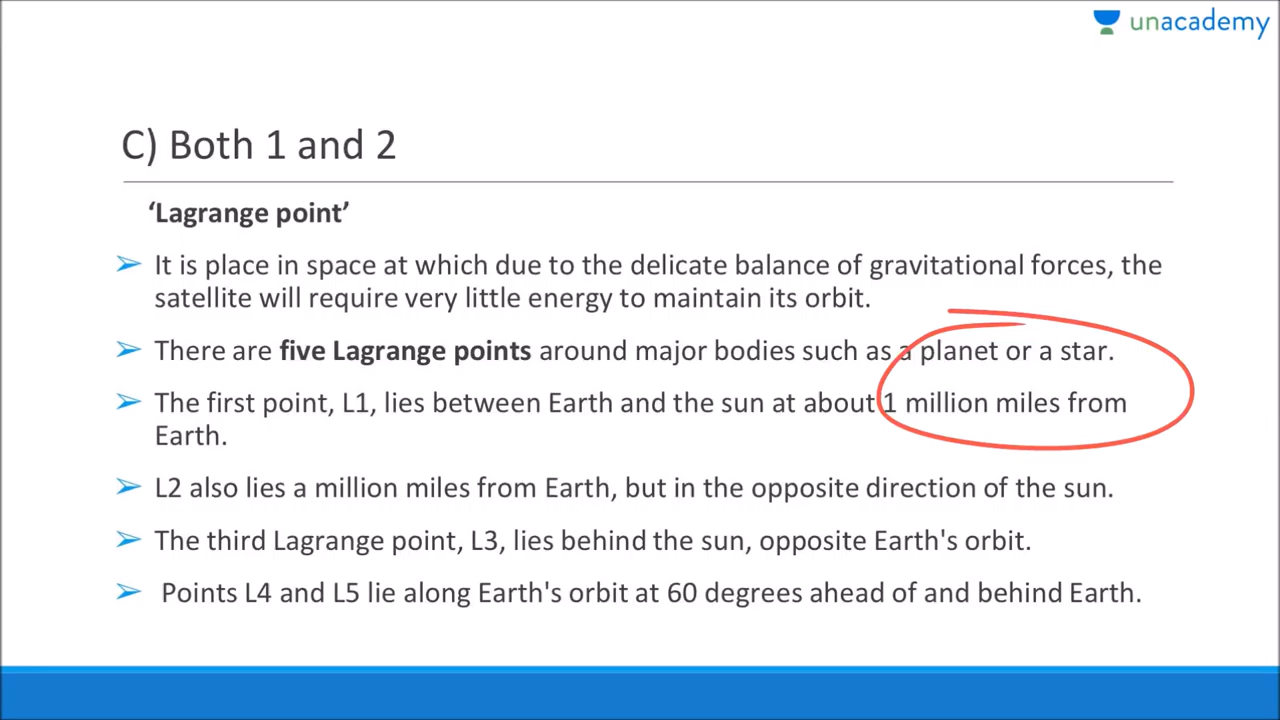 unacademy
C) Both 1 and 2
‘Lagrange point’
➢ It is place in space at which due to the delicate balance of gravitational forces, the
satellite will require very little energy to maintain its orbit.
➢ There are five Lagrange points around major bodies such as a planet or a star.
➢ The first point, L1, lies between Earth and the sun at about 1 million miles from
Earth.
➢ L2 also lies a million miles from Earth, but in the opposite direction of the sun.
➢ The third Lagrange point, L3, lies behind the sun, opposite Earth's orbit.
➢ Points L4 and L5 lie along Earth's orbit at 60 degrees ahead of and behind Earth.